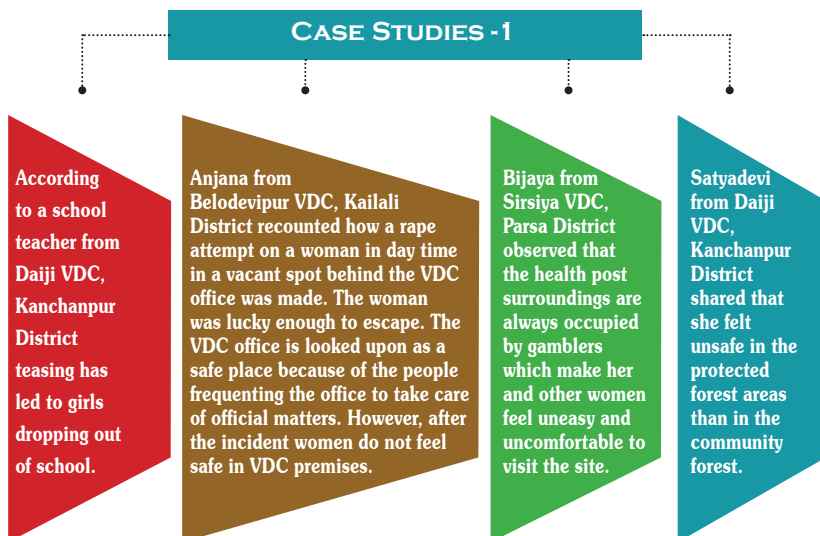 CASE STUDIES -1
According
to a school
teacher from
Daiji VDC,
Kanchanpur
District
teasing has
led to girls
dropping out
of school.
Anjana from
Belodevipur VDC, Kailali
District recounted how a rape
attempt on a woman in day time
in a vacant spot behind the VDC
office was made. The woman
was lucky enough to escape. The
VDC office is looked upon as a
safe place because of the people
frequenting the office to take care
of official matters. However, after
the incident women do not feel
safe in VDC premises.
Bijaya from
Sirsiya VDC,
Parsa District
observed that
the health post
surroundings are
always occupied
by gamblers
which make her
and other women
feel uneasy and
uncomfortable to
visit the site.
Satyadevi
from Daiji
VDC,
Kanchanpur
District
shared that
she felt
unsafe in the
protected
forest areas
than in the
community
forest.